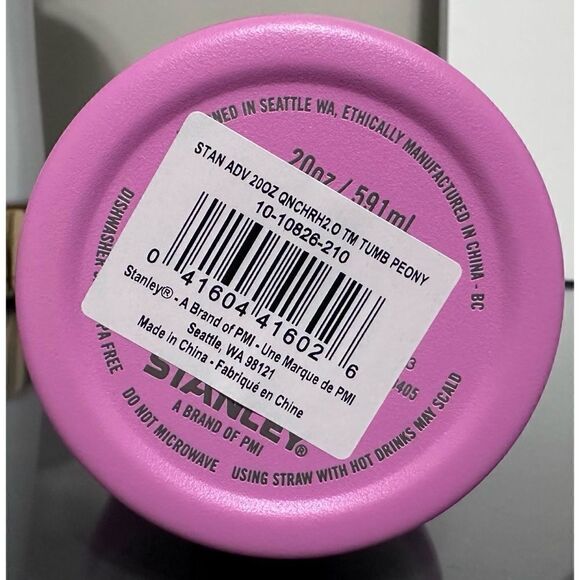 NED IN SEATTLE WA, ETHICALLY MANUFACTURED IN CHINA - BC
20oz / 591ml
STAN ADV 20OZ QNCHRH2.O TM TUMB PEONY
10-10826-210
0 41604 41602 6
Stanley® - A Brand of PMI - Une Marque de PMI
Seattle, WA 98121
Made in China - Fabriqué en Chine
3
405
STANLEY®
A BRAND OF PMI
DISHWASHER
PA FREE
DO NOT MICROWAVE
USING STRAW WITH HOT DRINKS MAY SCALD